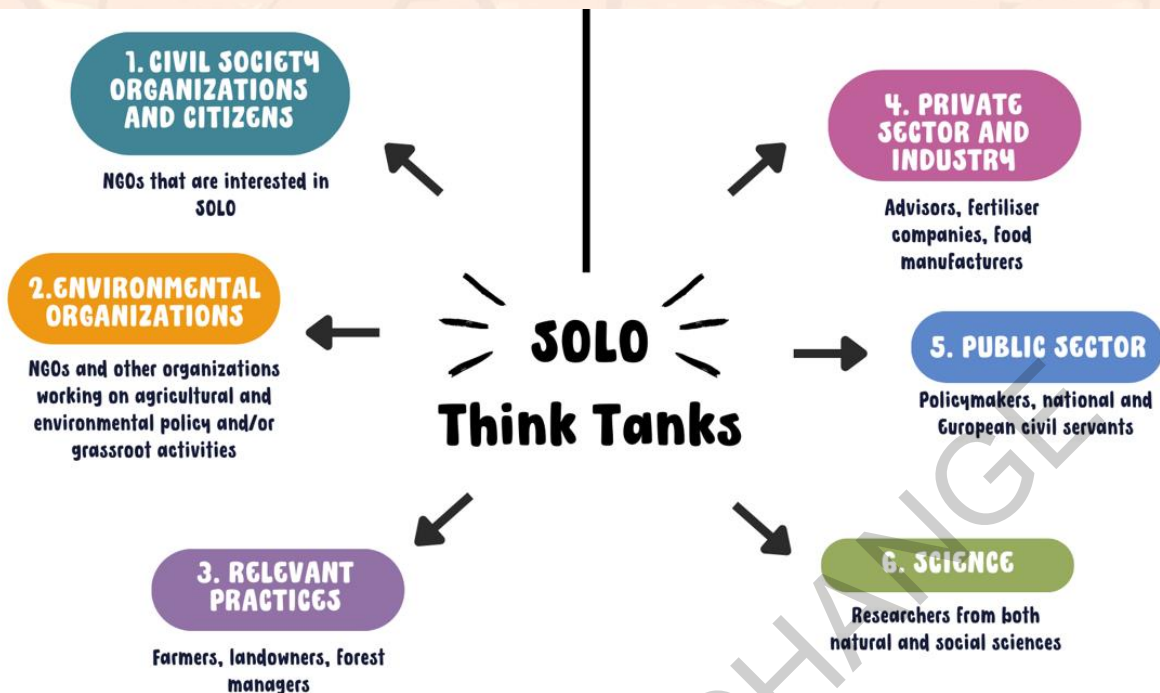 1. CIVIL SOCIETY
ORGANIZATIONS
AND CITIZENS
NGOs that are interested in
SOLO
2.ENVIRONMENTAL
ORGANIZATIONS
NGOs and other organizations
working on agricultural and
environmental policy and/or
grassroot activities
3. RELEVANT
PRACTICES
Farmers, landowners, forest
managers
SOLO
Think Tanks
4. PRIVATE
SECTOR AND
INDUSTRY
Advisors, fertiliser
companies, food
manufacturers
5. PUBLIC SECTOR
Policymakers, national and
European civil servants
6. SCIENCE
Researchers from both
natural and social sciences
CHANGE